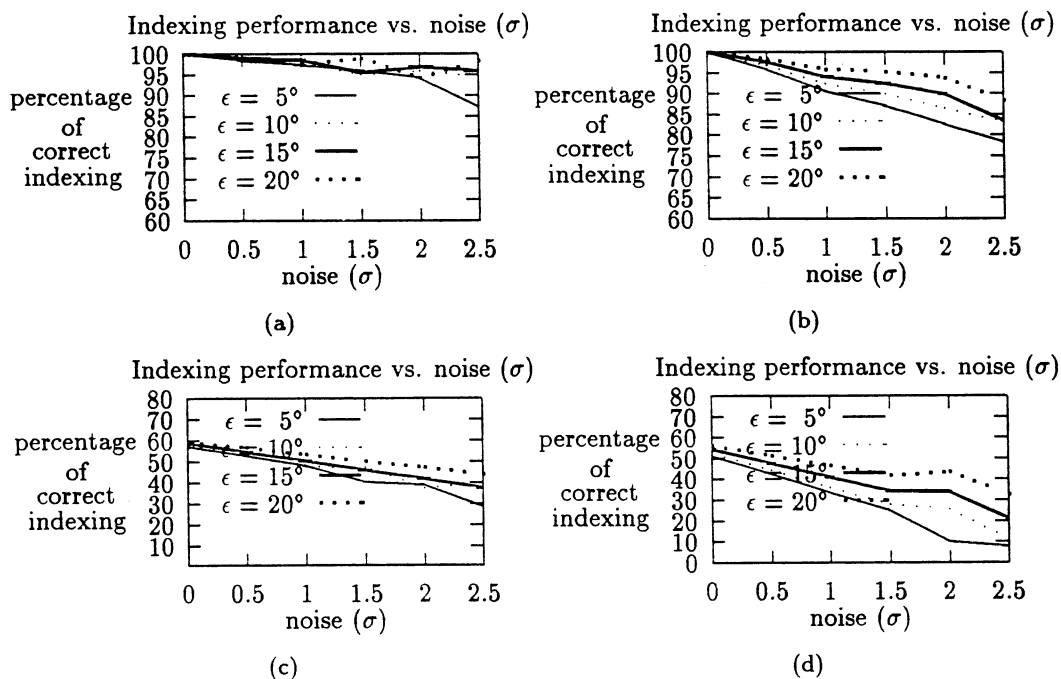 Indexing performance vs. noise (σ)
100
95
90
85
80
75
70
65
60
percentage
of
correct
indexing
ϵ = 5°
ϵ = 10°
ϵ = 15°
ϵ = 20°
0 0.5 1 1.5 2 2.5
noise (σ)
(a)
Indexing performance vs. noise (σ)
100
95
90
85
80
75
70
65
60
percentage
of
correct
indexing
ϵ = 5°
ϵ = 10°
ϵ = 15°
ϵ = 20°
0 0.5 1 1.5 2 2.5
noise (σ)
(b)
Indexing performance vs. noise (σ)
80
70
60
50
40
30
20
10
percentage
of
correct
indexing
ϵ = 5°
ϵ = 10°
ϵ = 15°
ϵ = 20°
0 0.5 1 1.5 2 2.5
noise (σ)
(c)
Indexing performance vs. noise (σ)
80
70
60
50
40
30
20
10
0
percentage
of
correct
indexing
ϵ = 5°
ϵ = 10°
ϵ = 15°
ϵ = 20°
0 0.5 1 1.5 2 2.5
noise (σ)
(d)